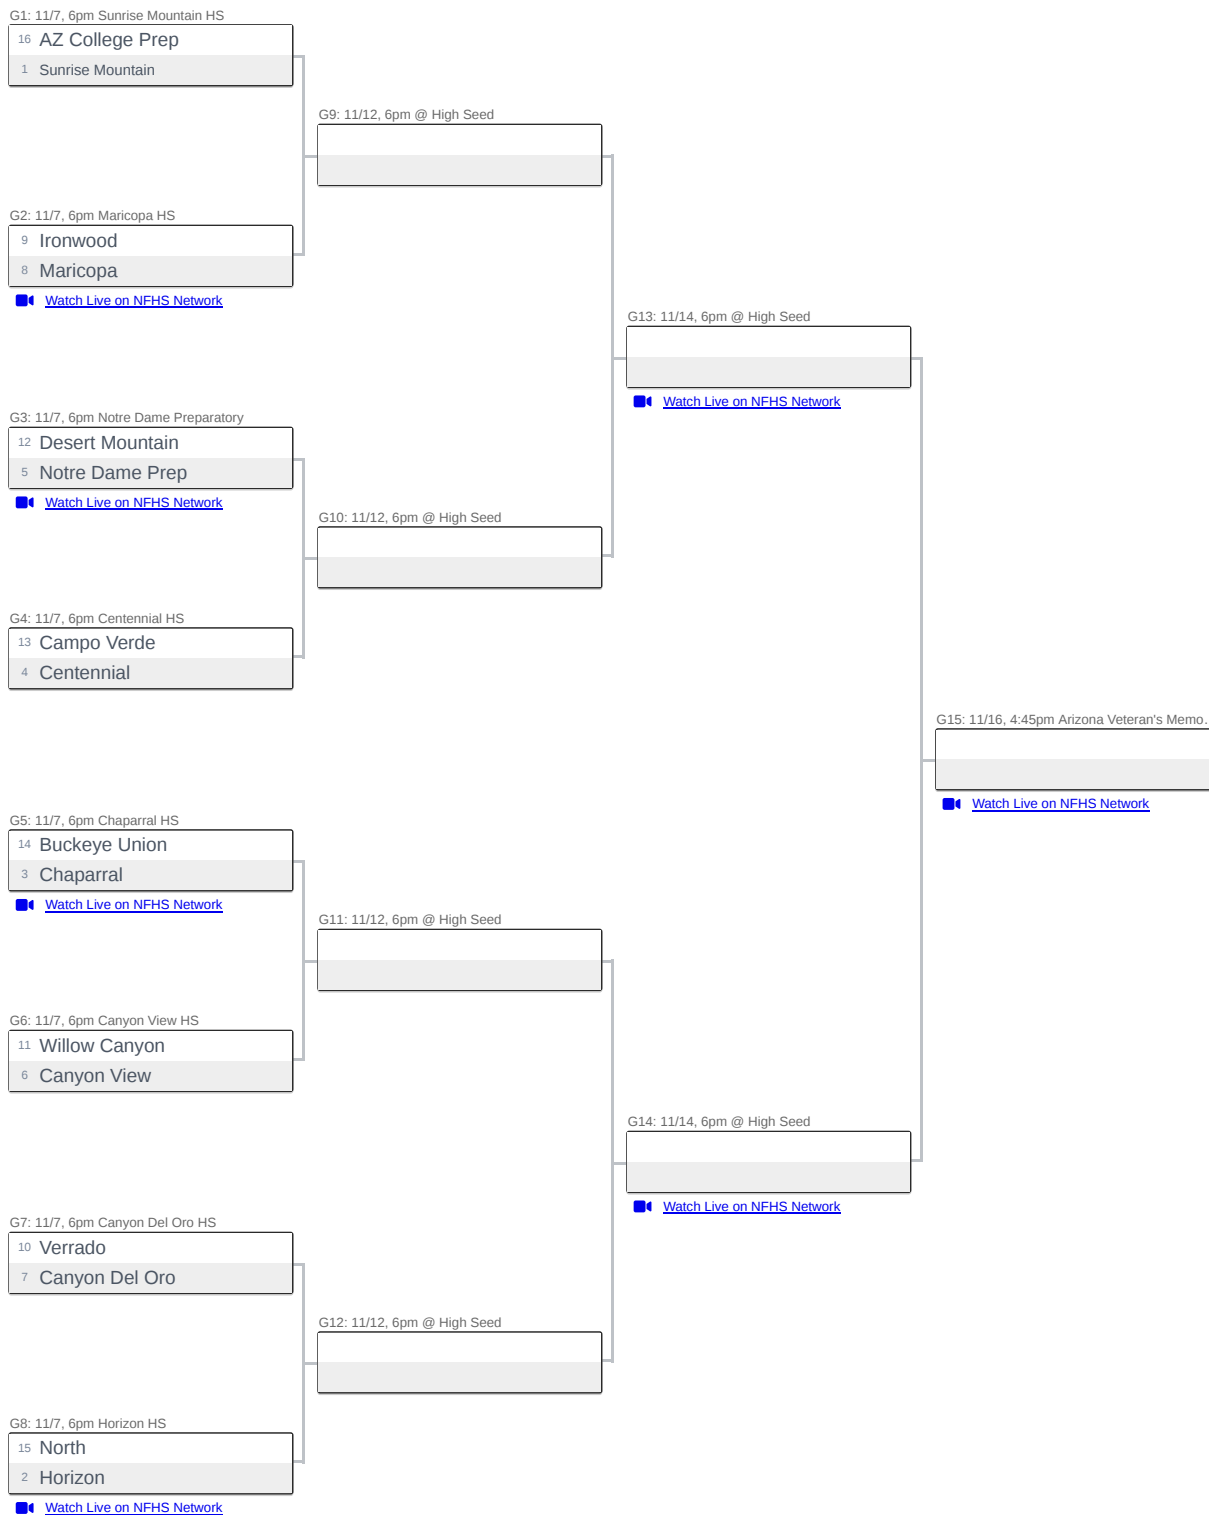 G1: 11/7, 6pm Sunrise Mountain HS
16 AZ College Prep
1 Sunrise Mountain
G9: 11/12, 6pm @ High Seed
G2: 11/7, 6pm Maricopa HS
9 Ironwood
8 Maricopa
Watch Live on NFHS Network
G13: 11/14, 6pm @ High Seed
Watch Live on NFHS Network
G3: 11/7, 6pm Notre Dame Preparatory
12 Desert Mountain
5 Notre Dame Prep
Watch Live on NFHS Network
G10: 11/12, 6pm @ High Seed
G4: 11/7, 6pm Centennial HS
13 Campo Verde
4 Centennial
G15: 11/16, 4:45pm Arizona Veteran's Memo.
Watch Live on NFHS Network
G5: 11/7, 6pm Chaparral HS
14 Buckeye Union
3 Chaparral
Watch Live on NFHS Network
G11: 11/12, 6pm @ High Seed
G6: 11/7, 6pm Canyon View HS
11 Willow Canyon
6 Canyon View
G14: 11/14, 6pm @ High Seed
Watch Live on NFHS Network
G7: 11/7, 6pm Canyon Del Oro HS
10 Verrado
7 Canyon Del Oro
G12: 11/12, 6pm @ High Seed
G8: 11/7, 6pm Horizon HS
15 North
2 Horizon
Watch Live on NFHS Network